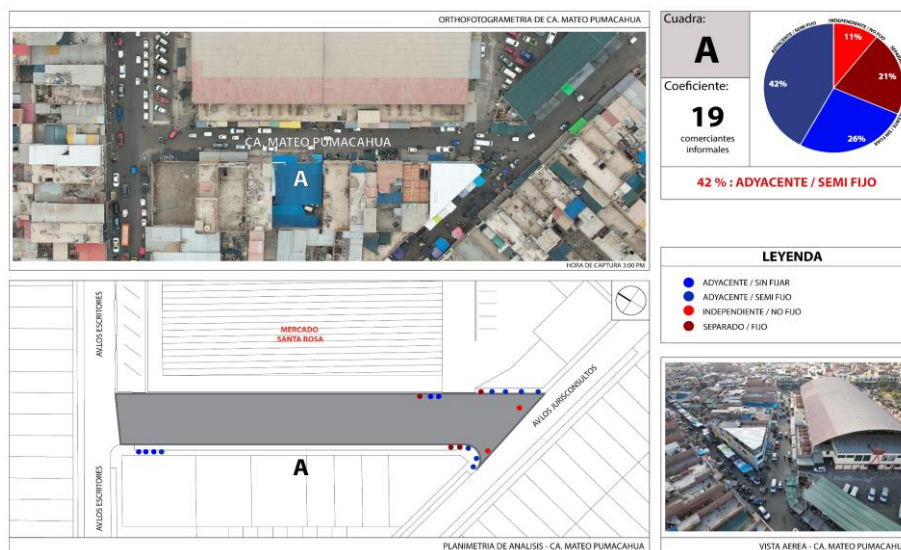 ORTHOFOTOGRAMETRIA DE CA. MATEO PUMACAHUA
CA. MATEO PUMACAHUA
A
HORA DE CAPTURA 3:00 PM
Cuadra:
A
Coeficiente:
19
comerciantes
informales
ADYACENTE / SEMI FIJO
INDEPENDIENTE / NO FIJO
11%
21%
42%
26%
42 % : ADYACENTE / SEMI FIJO
AV.LOS ESCRITORES
MERCADO
SANTA ROSA
AV.LOS JURISCONSULTOS
AV.LOS ESCRITORES
A
PLANIMETRIA DE ANALISIS - CA. MATEO PUMACAHUA
LEYENDA
ADYACENTE / SIN FIJAR
ADYACENTE / SEMI FIJO
INDEPENDIENTE / NO FIJO
SEPARADO / FIJO
VISTA AEREA - CA. MATEO PUMACAHU